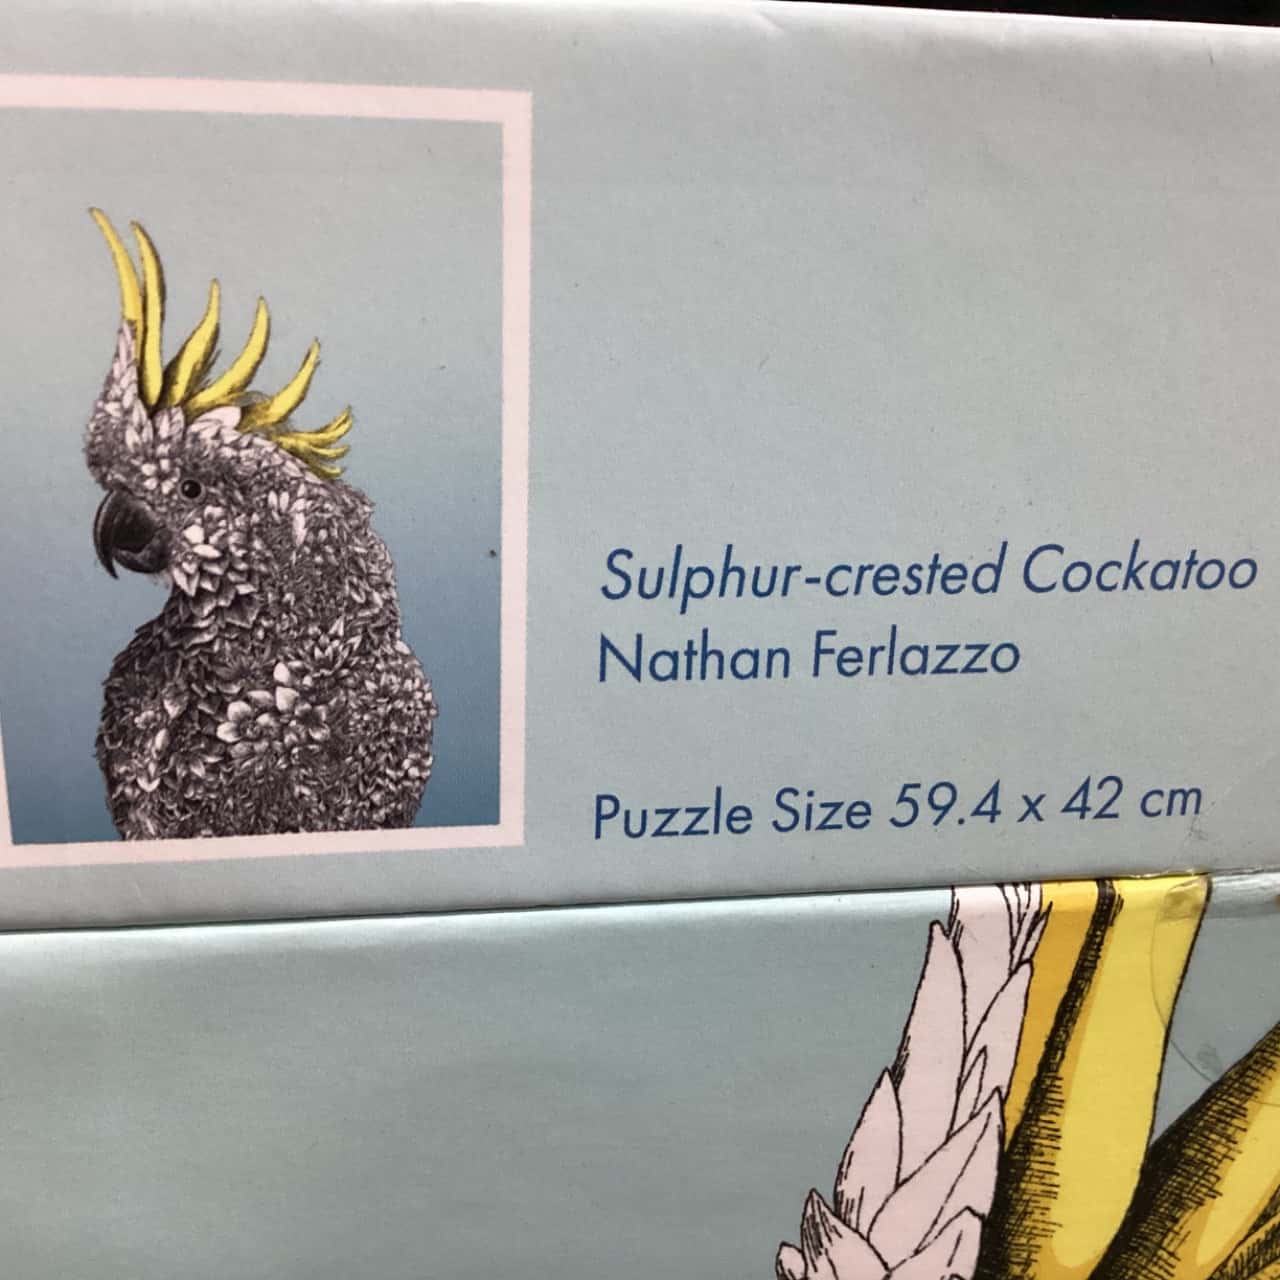 Sulphur-crested Cockatoo
Nathan Ferlazzo
Puzzle Size 59.4 x 42 cm